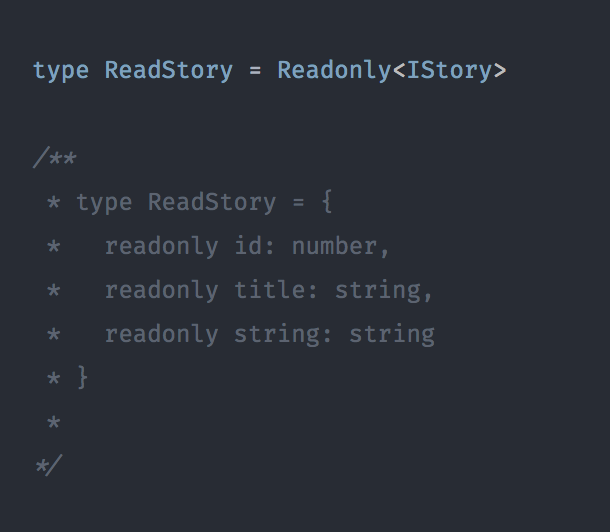 type ReadStory = Readonly<IStory>
/**
 * type ReadStory = {
 *   readonly id: number,
 *   readonly title: string,
 *   readonly string: string
 * }
 *
*/